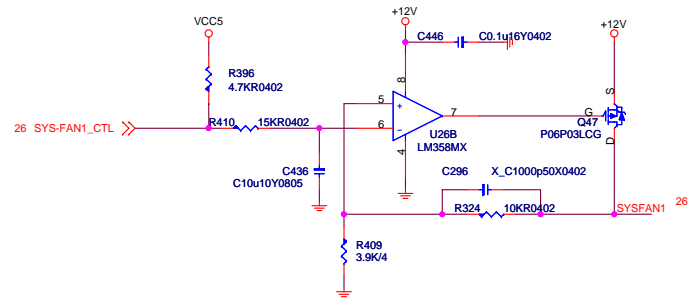 +12V
VCC5
C446
C0.1u16Y0402
+12V
R396
4.7KR0402
8
S
5
+
7
G
26 SYS-FAN1_CTL
R410
15KR0402
6
-
U26B
LM358MX
Q47
P06P03LCG
4
D
C436
C10u10Y0805
C296
X_C1000p50X0402
R324
10KR0402
SYSFAN1
26
R409
3.9K/4